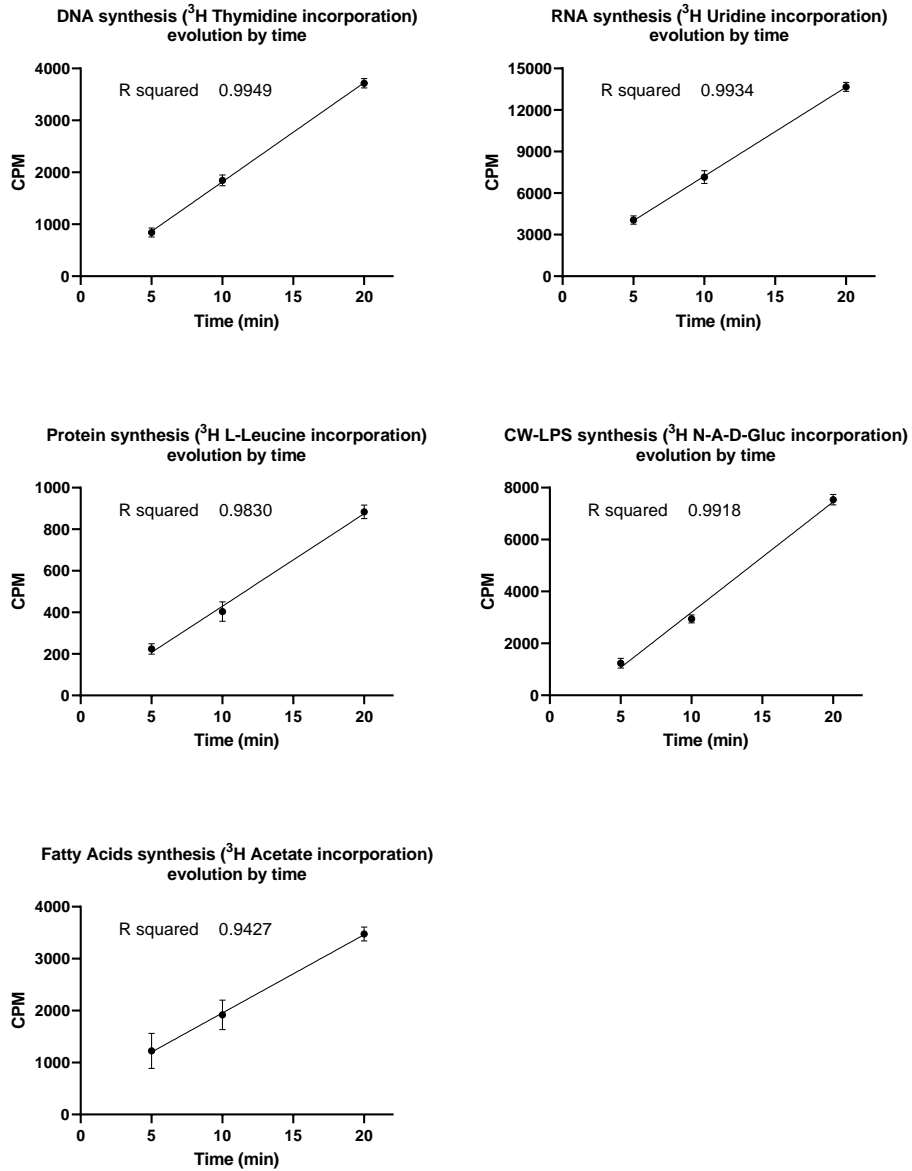 DNA synthesis (³H Thymidine incorporation)
evolution by time
R squared 0.9949
CPM
4000
3000
2000
1000
0
0 5 10 15 20
Time (min)
RNA synthesis (³H Uridine incorporation)
evolution by time
R squared 0.9934
CPM
15000
12000
9000
6000
3000
0
0 5 10 15 20
Time (min)
Protein synthesis (³H L-Leucine incorporation)
evolution by time
R squared 0.9830
CPM
1000
800
600
400
200
0
0 5 10 15 20
Time (min)
CW-LPS synthesis (³H N-A-D-Gluc incorporation)
evolution by time
R squared 0.9918
CPM
8000
6000
4000
2000
0
0 5 10 15 20
Time (min)
Fatty Acids synthesis (³H Acetate incorporation)
evolution by time
R squared 0.9427
CPM
4000
3000
2000
1000
0
0 5 10 15 20
Time (min)